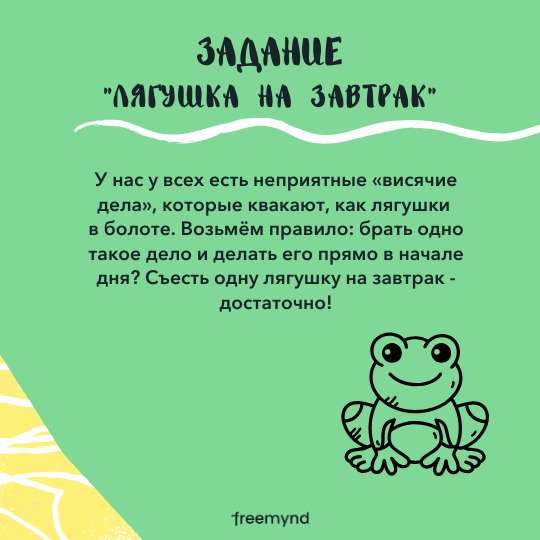 ЗАДАНИЕ
"ЛЯГУШКА НА ЗАВТРАК"
У нас у всех есть неприятные «висячие
дела», которые квакают, как лягушки
в болоте. Возьмём правило: брать одно
такое дело и делать его прямо в начале
дня? Съесть одну лягушку на завтрак -
достаточно!
freemynd